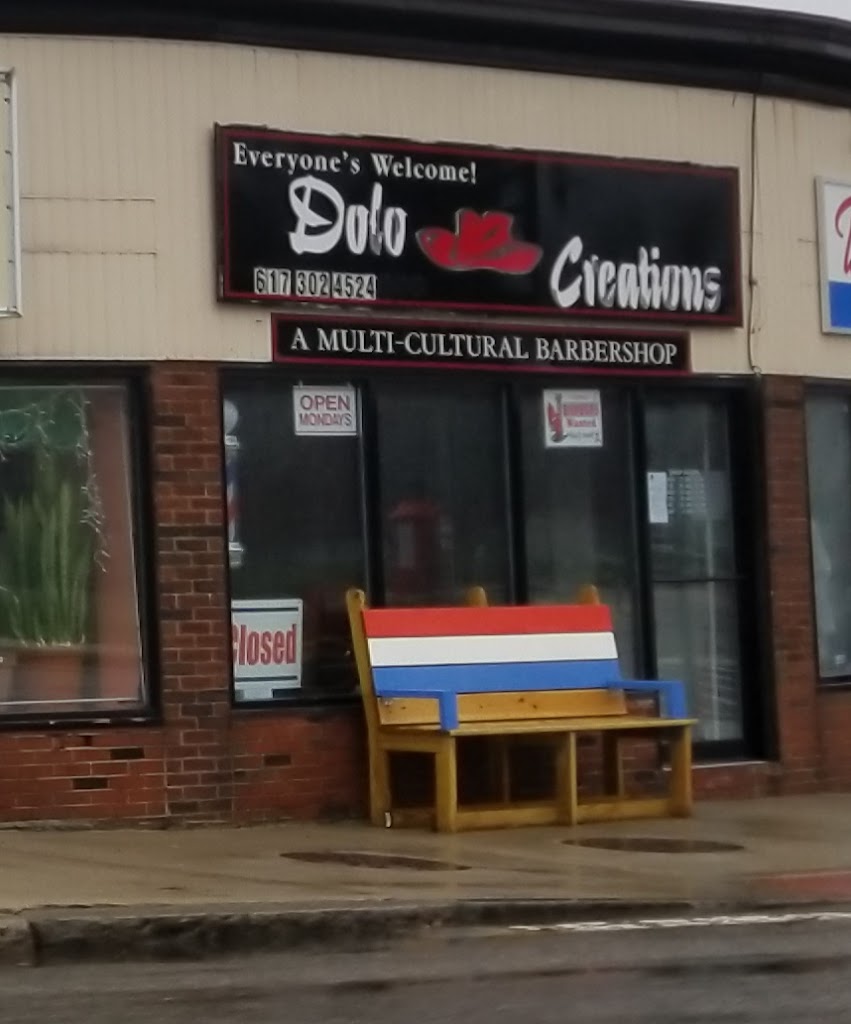 Everyone's Welcome!
Dolo
Creations
617 302 4524
A MULTI-CULTURAL BARBERSHOP
OPEN
MONDAYS
Wanted
Closed